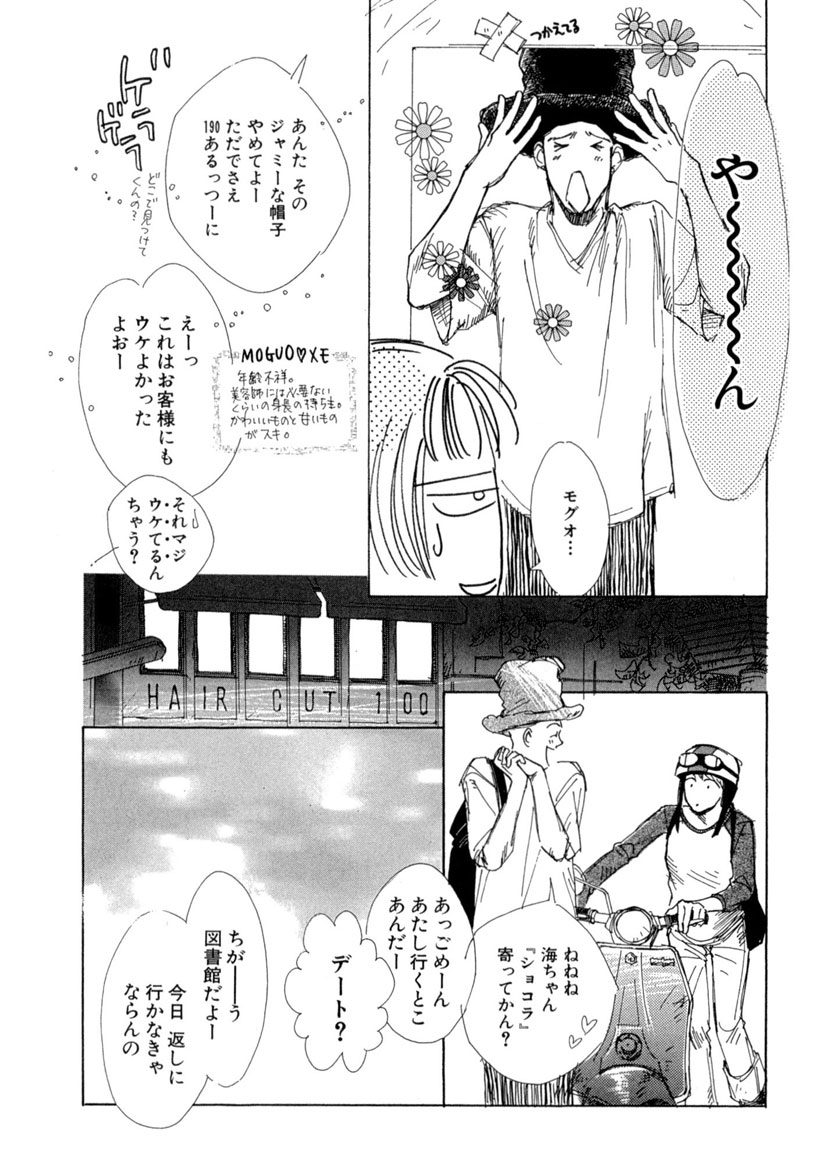 つかえてる
や～～～～～ん
モグオ…
あんた その
ジャミーな帽子
やめてよー
ただでさえ
190あるっつーに
ゲラ
ゲラ
どこで見つけて
くんの?
えーっ
これはお客様にも
ウケよかった
よおー
MOGUO♡XE
年齢不祥。
美容師には必要ない
くらいの身長の持ち主。
かわいいものと甘いもの
がスキ。
それマジ
ウケてるん
ちゃう?
HAIR CUT 100
ねねね
海ちゃん
『ショコラ』
寄ってかん?
あっごめーん
あたし行くとこ
あんだー
デート?
ちがーーう
図書館だよー
今日 返しに
行かなきゃ
ならんの